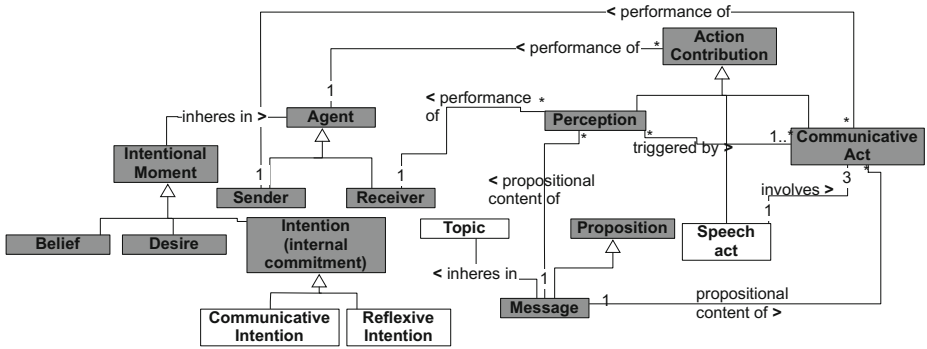 < performance of
Action
Contribution
< performance of
*
1
< performance
of
*
inheres in >
Agent
Perception
*
*
triggered by >
1..*
*
Communicative
Act
Intentional
Moment
1
Sender
1
Receiver
*
3
involves >
1
< propositional
content of
Belief
Desire
Intention
(internal
commitment)
Topic
Proposition
Speech
act
< inheres in
1
Message
1
propositional
content of >
Communicative
Intention
Reflexive
Intention